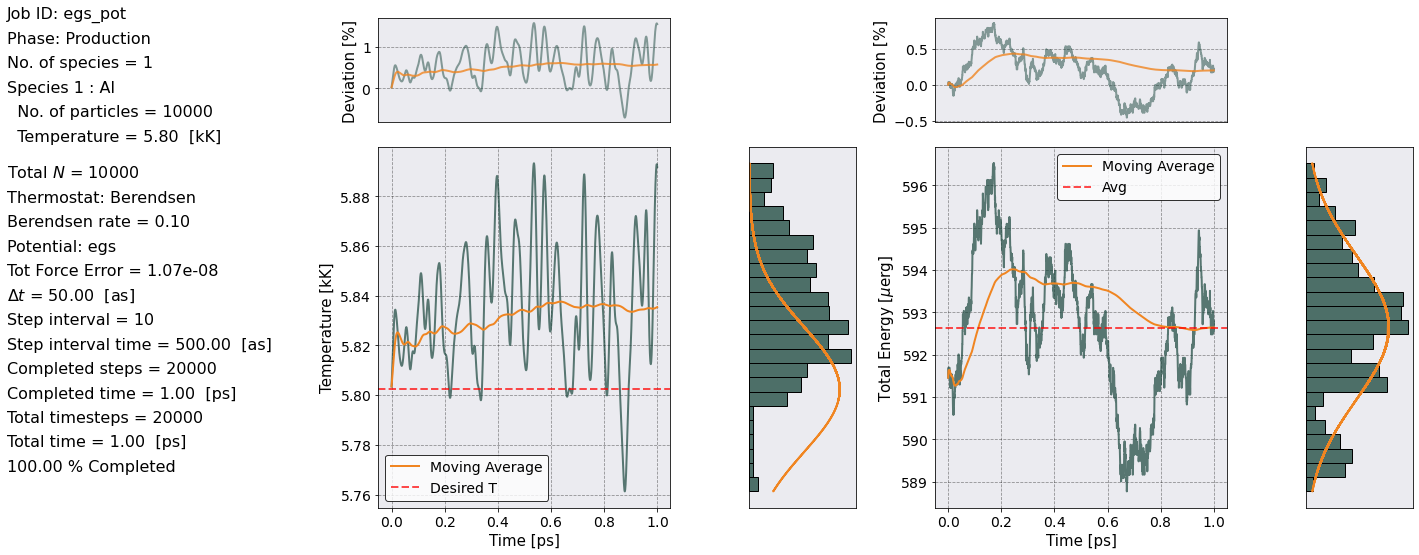 Job ID: egs_pot
Phase: Production
No. of species = 1
Species 1 : Al
No. of particles = 10000
Temperature = 5.80 [kK]
Total N = 10000
Thermostat: Berendsen
Berendsen rate = 0.10
Potential: egs
Tot Force Error = 1.07e-08
Δt = 50.00 [as]
Step interval = 10
Step interval time = 500.00 [as]
Completed steps = 20000
Completed time = 1.00 [ps]
Total timesteps = 20000
Total time = 1.00 [ps]
100.00 % Completed
Deviation [%]
1
0
Temperature [kK]
5.88
5.86
5.84
5.82
5.80
5.78
5.76
Moving Average
Desired T
0.0 0.2 0.4 0.6 0.8 1.0
Time [ps]
Deviation [%]
0.5
0.0
−0.5
Total Energy [μerg]
596
595
594
593
592
591
590
589
Moving Average
Avg
0.0 0.2 0.4 0.6 0.8 1.0
Time [ps]